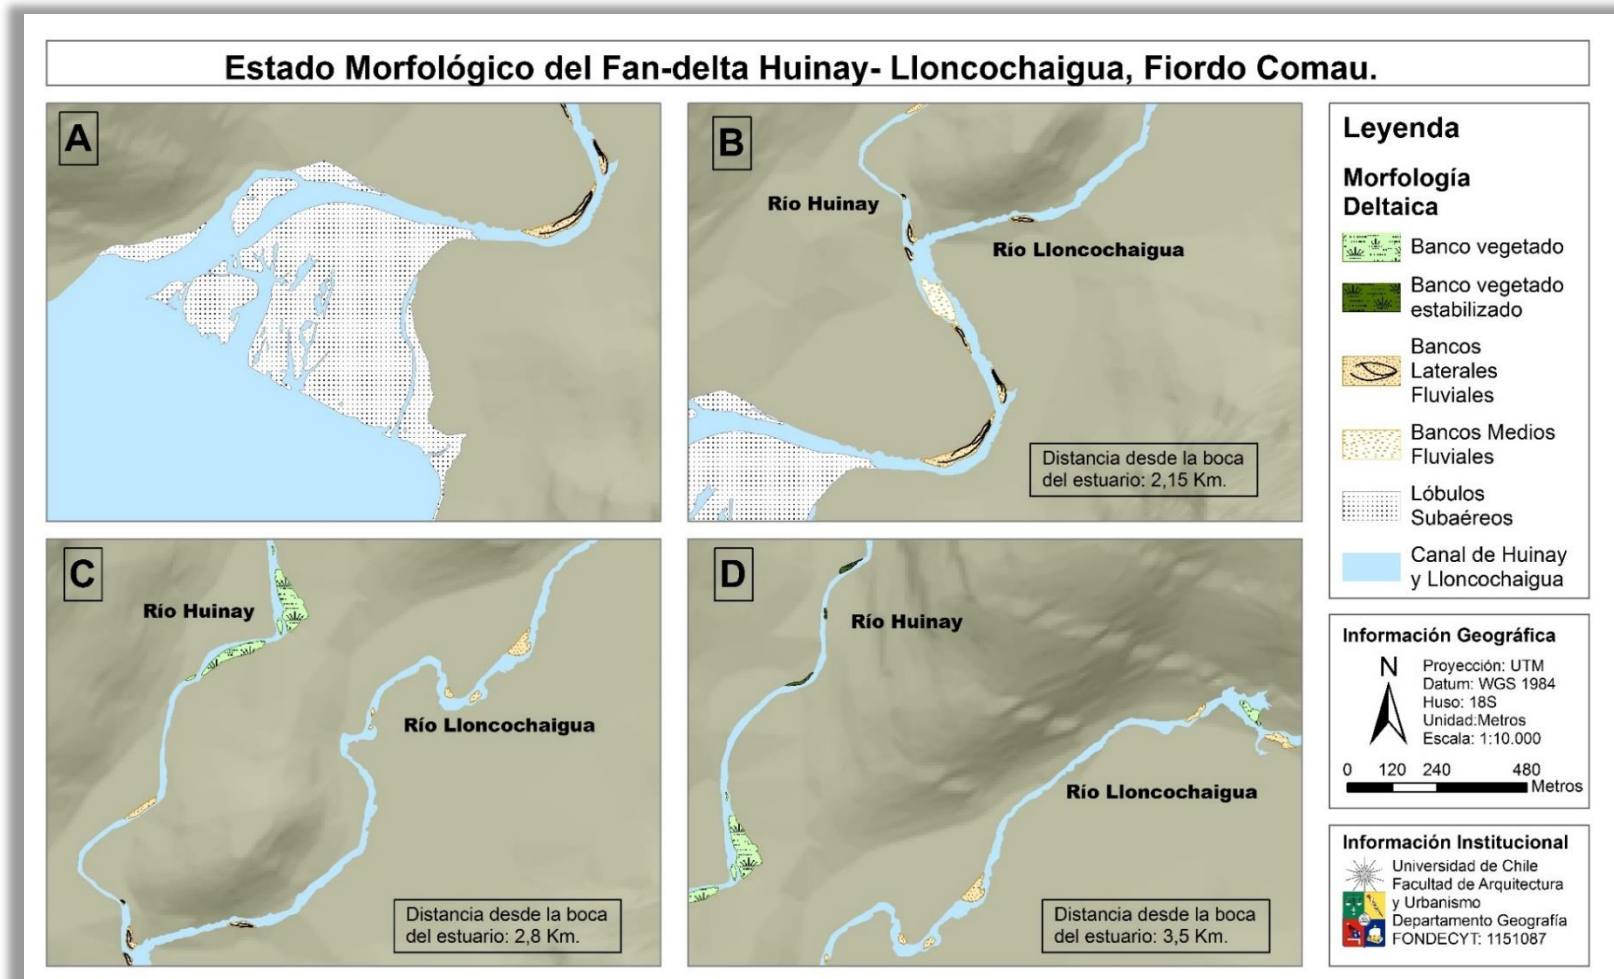 Estado Morfológico del Fan-delta Huinay- Lloncochaigua, Fiordo Comau.
A
B
Río Huinay
Río Lloncochaigua
Distancia desde la boca
del estuario: 2,15 Km.
C
Río Huinay
Río Lloncochaigua
Distancia desde la boca
del estuario: 2,8 Km.
D
Río Huinay
Río Lloncochaigua
Distancia desde la boca
del estuario: 3,5 Km.
Leyenda
Morfología
Deltaica
Banco vegetado
Banco vegetado
estabilizado
Bancos
Laterales
Fluviales
Bancos Medios
Fluviales
Lóbulos
Subaéreos
Canal de Huinay
y Lloncochaigua
Información Geográfica
N
Proyección: UTM
Datum: WGS 1984
Huso: 18S
Unidad:Metros
Escala: 1:10.000
0 120 240 480
Metros
Información Institucional
Universidad de Chile
Facultad de Arquitectura
y Urbanismo
Departamento Geografía
FONDECYT: 1151087